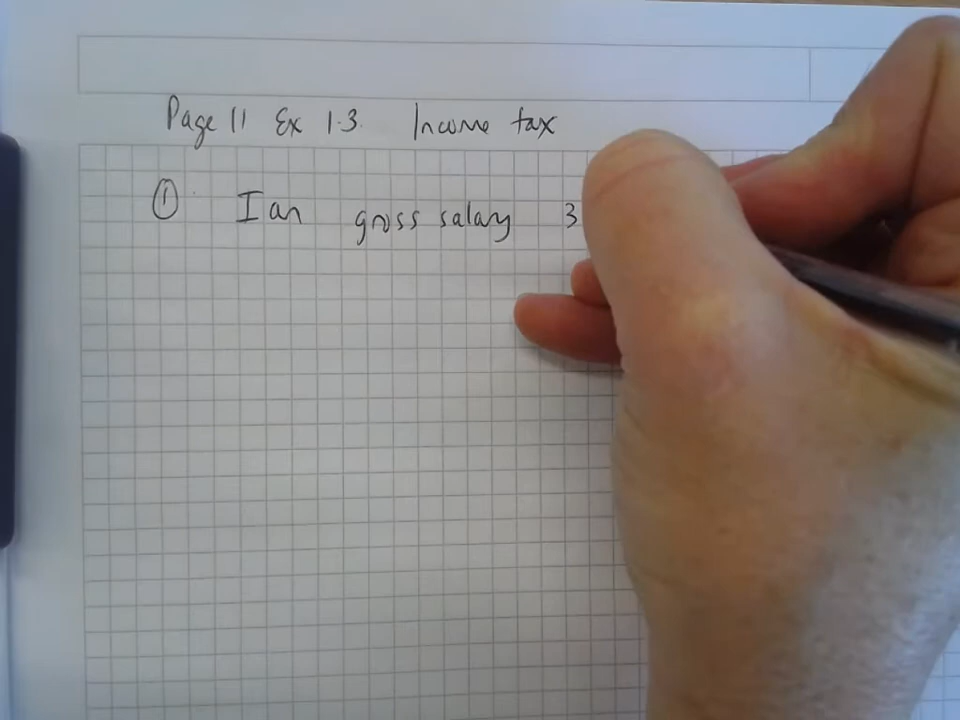 Page 11 Ex 1.3. Income tax
① Ian gross salary 3